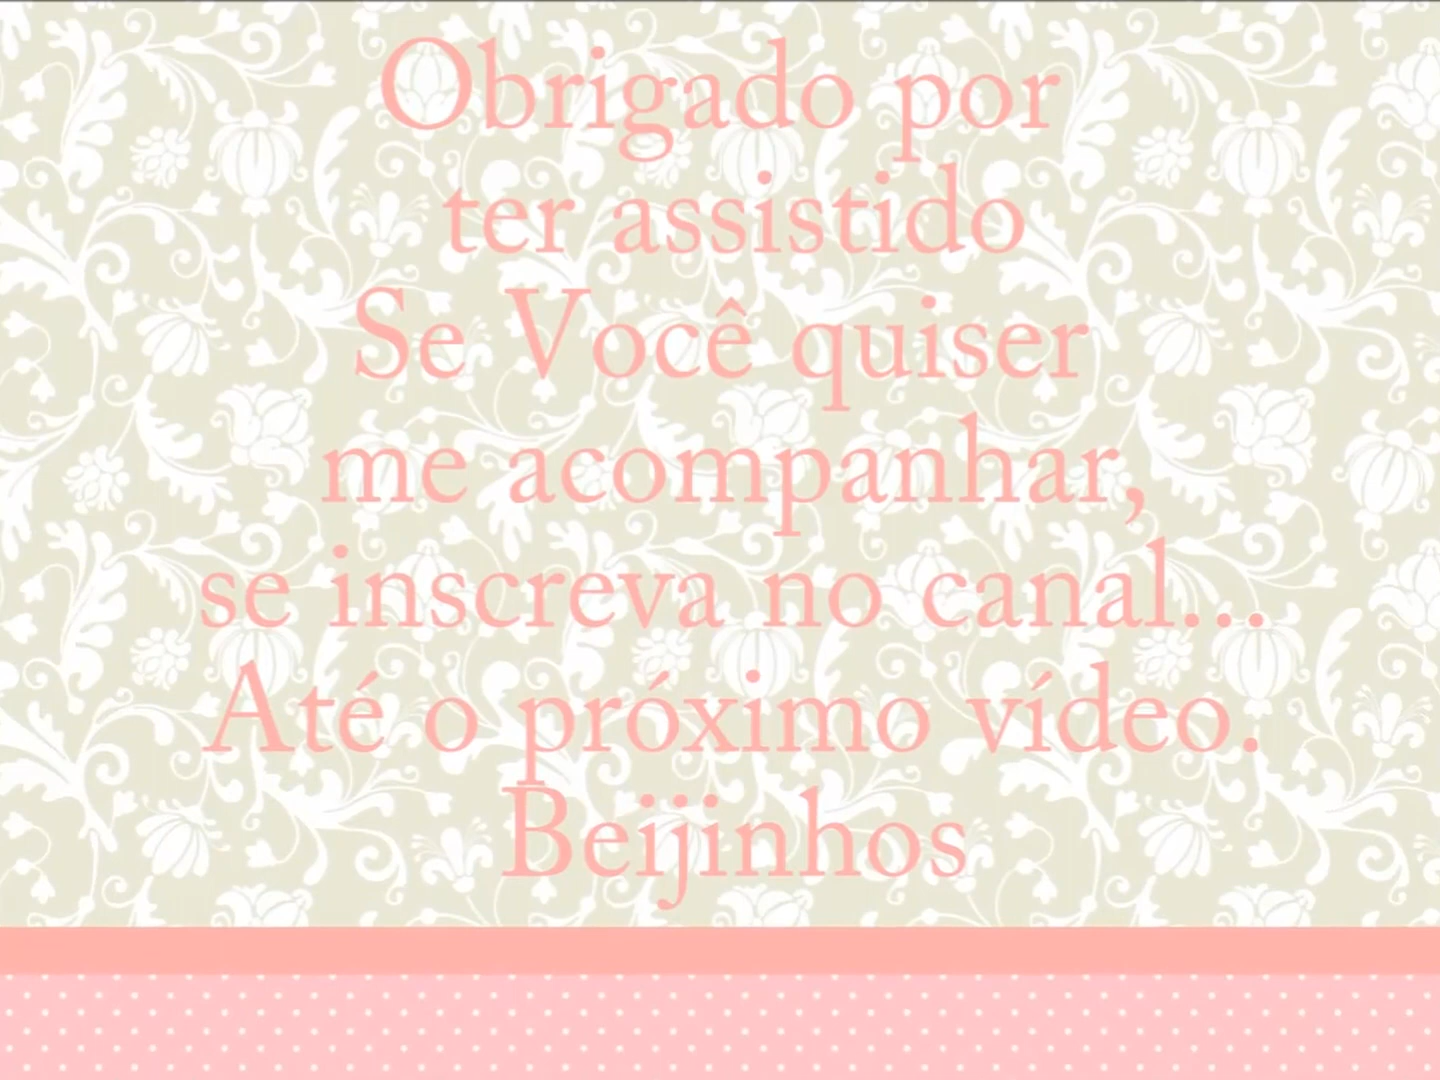 Obrigado por
ter assistido
Se Você quiser
me acompanhar,
se inscreva no canal...
Até o próximo vídeo.
Beijinhos